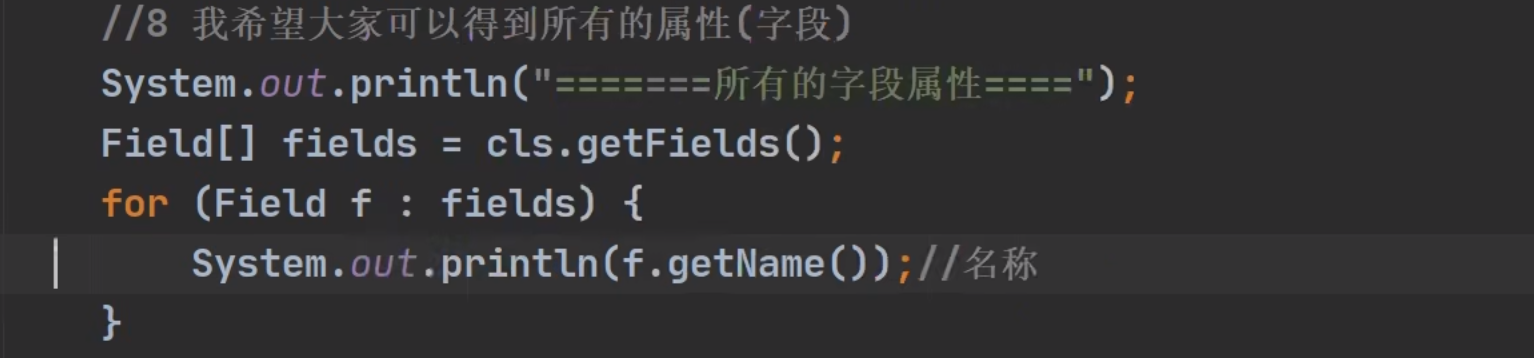 //8 我希望大家可以得到所有的属性(字段)
System.out.println("=======所有的字段属性====");
Field[] fields = cls.getFields();
for (Field f : fields) {
System.out.println(f.getName());//名称
}